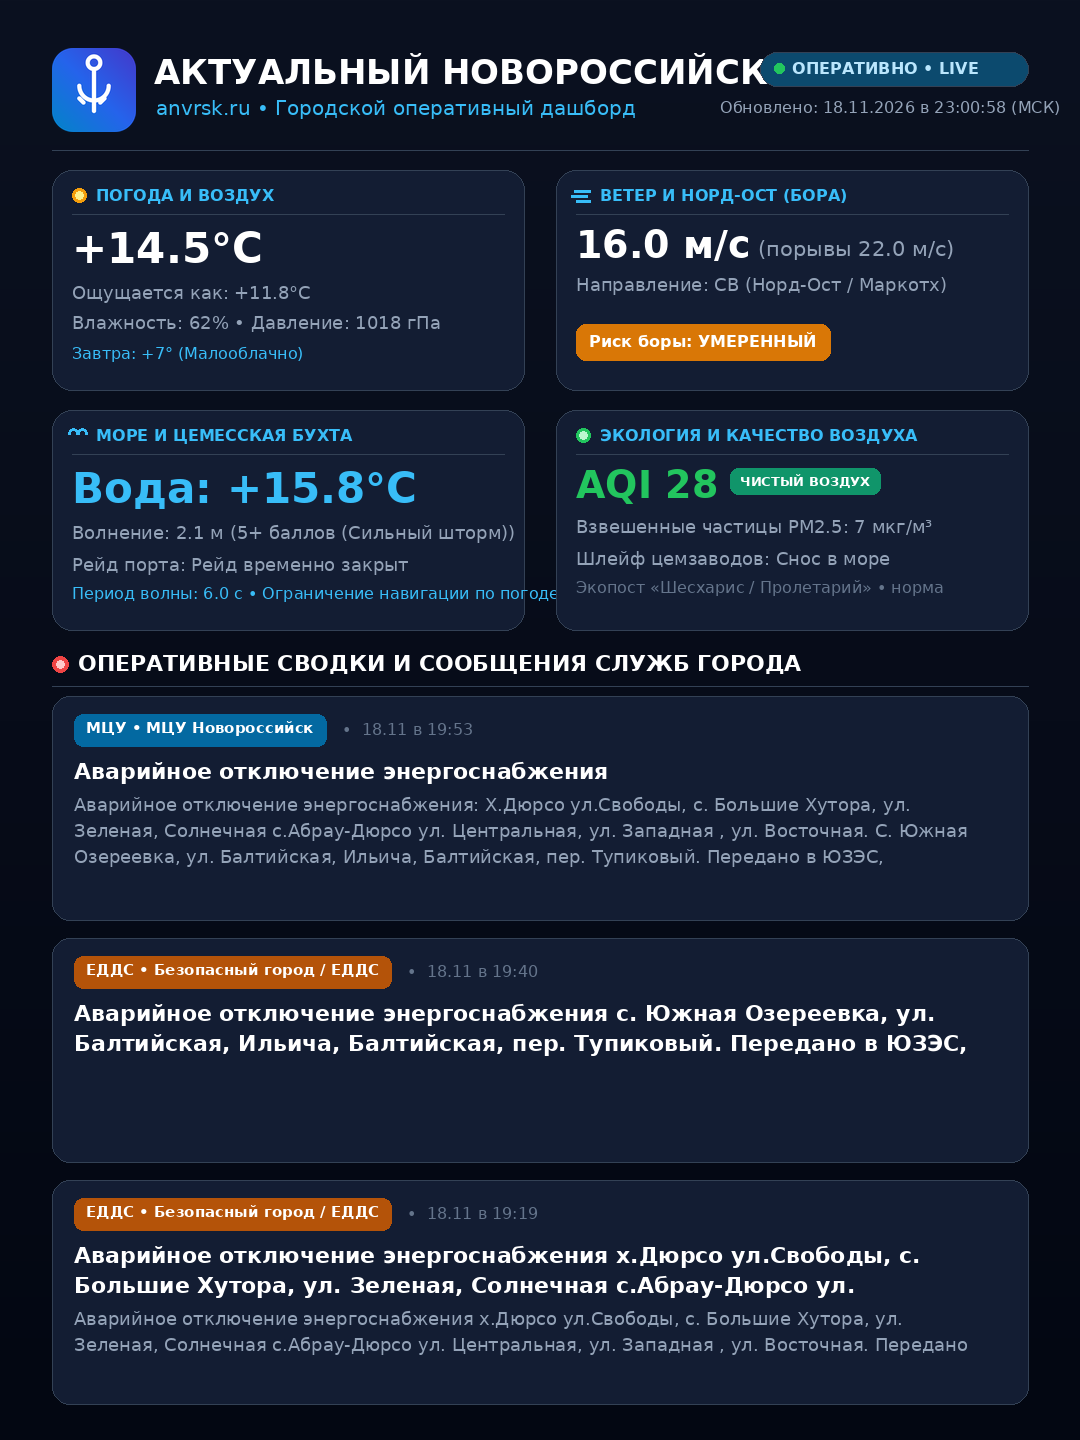 АКТУАЛЬНЫЙ НОВОРОССИЙСК
ОПЕРАТИВНО • LIVE
anvrsk.ru • Городской оперативный дашборд
Обновлено: 18.11.2026 в 23:00:58 (МСК)
ПОГОДА И ВОЗДУХ
+14.5°C
Ощущается как: +11.8°C
Влажность: 62% • Давление: 1018 гПа
Завтра: +7° (Малооблачно)
ВЕТЕР И НОРД-ОСТ (БОРА)
16.0 м/с (порывы 22.0 м/с)
Направление: СВ (Норд-Ост / Маркотх)
Риск боры: УМЕРЕННЫЙ
МОРЕ И ЦЕМЕССКАЯ БУХТА
Вода: +15.8°C
Волнение: 2.1 м (5+ баллов (Сильный шторм))
Рейд порта: Рейд временно закрыт
Период волны: 6.0 с • Ограничение навигации по погоде
ЭКОЛОГИЯ И КАЧЕСТВО ВОЗДУХА
AQI 28 ЧИСТЫЙ ВОЗДУХ
Взвешенные частицы PM2.5: 7 мкг/м³
Шлейф цемзаводов: Снос в море
Экопост «Шесхарис / Пролетарий» • норма
ОПЕРАТИВНЫЕ СВОДКИ И СООБЩЕНИЯ СЛУЖБ ГОРОДА
МЦУ • МЦУ Новороссийск • 18.11 в 19:53
Аварийное отключение энергоснабжения
Аварийное отключение энергоснабжения: Х.Дюрсо ул.Свободы, с. Большие Хутора, ул.
Зеленая, Солнечная с.Абрау-Дюрсо ул. Центральная, ул. Западная , ул. Восточная. С. Южная
Озереевка, ул. Балтийская, Ильича, Балтийская, пер. Тупиковый. Передано в ЮЗЭС,
ЕДДС • Безопасный город / ЕДДС • 18.11 в 19:40
Аварийное отключение энергоснабжения с. Южная Озереевка, ул.
Балтийская, Ильича, Балтийская, пер. Тупиковый. Передано в ЮЗЭС,
ЕДДС • Безопасный город / ЕДДС • 18.11 в 19:19
Аварийное отключение энергоснабжения х.Дюрсо ул.Свободы, с.
Большие Хутора, ул. Зеленая, Солнечная с.Абрау-Дюрсо ул.
Аварийное отключение энергоснабжения х.Дюрсо ул.Свободы, с. Большие Хутора, ул.
Зеленая, Солнечная с.Абрау-Дюрсо ул. Центральная, ул. Западная , ул. Восточная. Передано